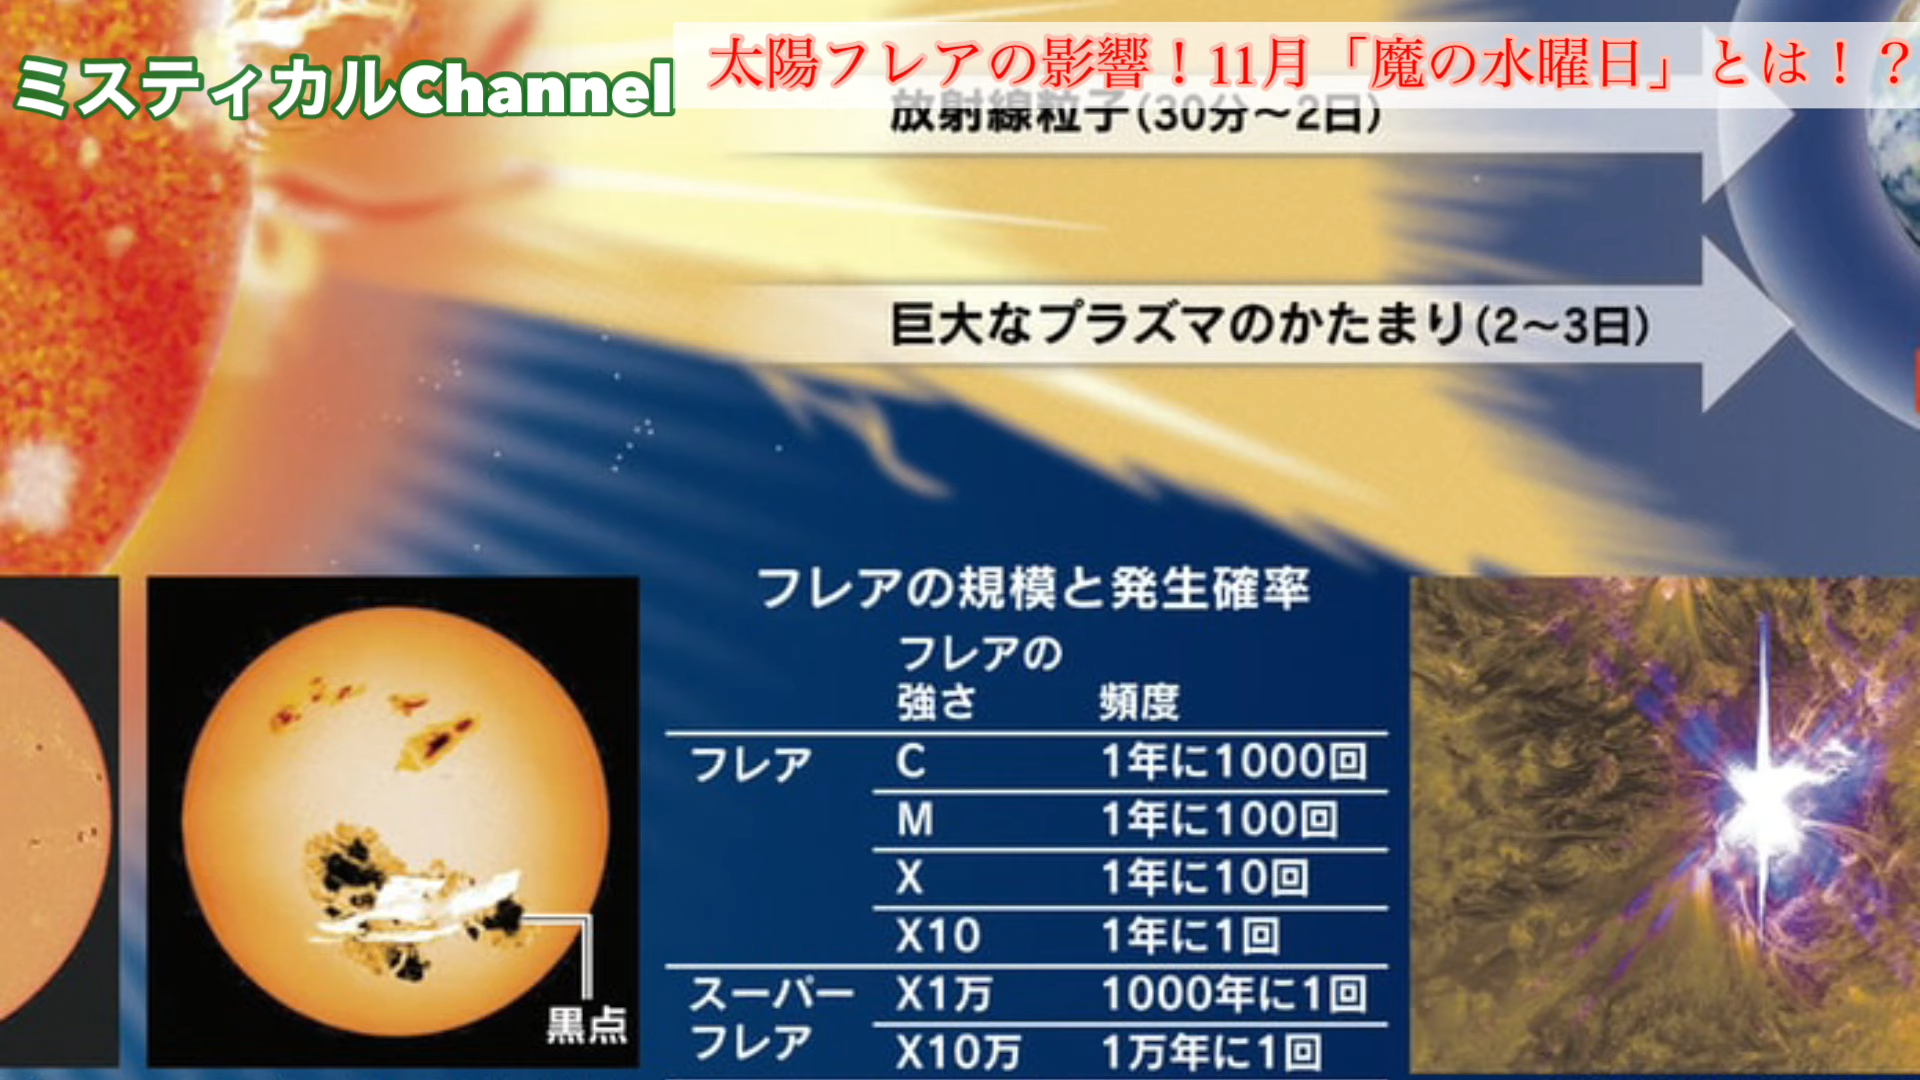 ミスティカルChannel
太陽フレアの影響！11月「魔の水曜日」とは！？
放射線粒子(30分～2日)
巨大なプラズマのかたまり(2～3日)
フレアの規模と発生確率
フレアの
強さ 頻度
フレア C 1年に1000回
M 1年に100回
X 1年に10回
X10 1年に1回
スーパー X1万 1000年に1回
フレア X10万 1万年に1回
黒点